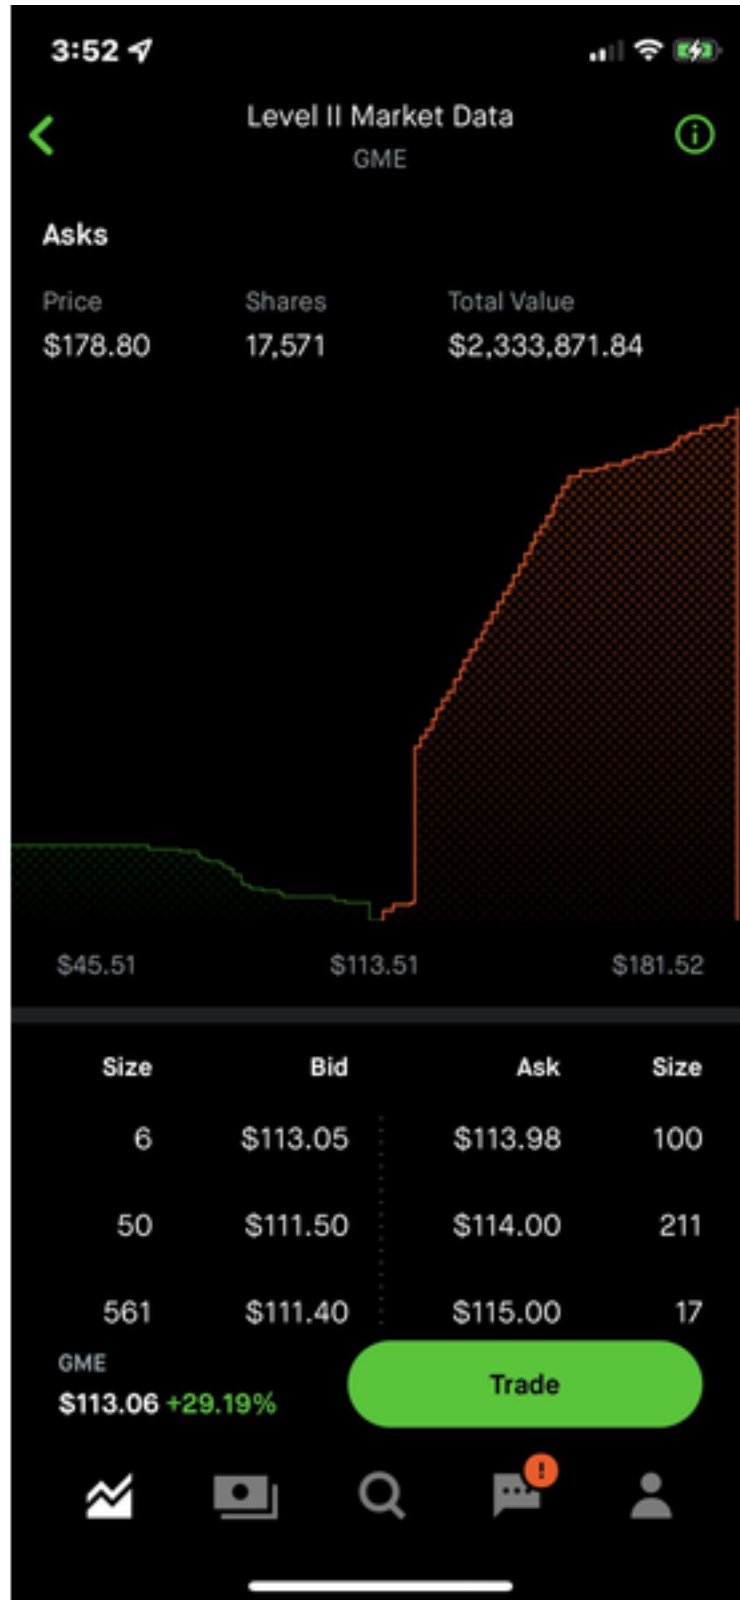 3:52
Level II Market Data
GME
Asks
Price Shares Total Value
$178.80 17,571 $2,333,871.84
$45.51 $113.51 $181.52
Size Bid Ask Size
6 $113.05 $113.98 100
50 $111.50 $114.00 211
561 $111.40 $115.00 17
GME
$113.06 +29.19%
Trade